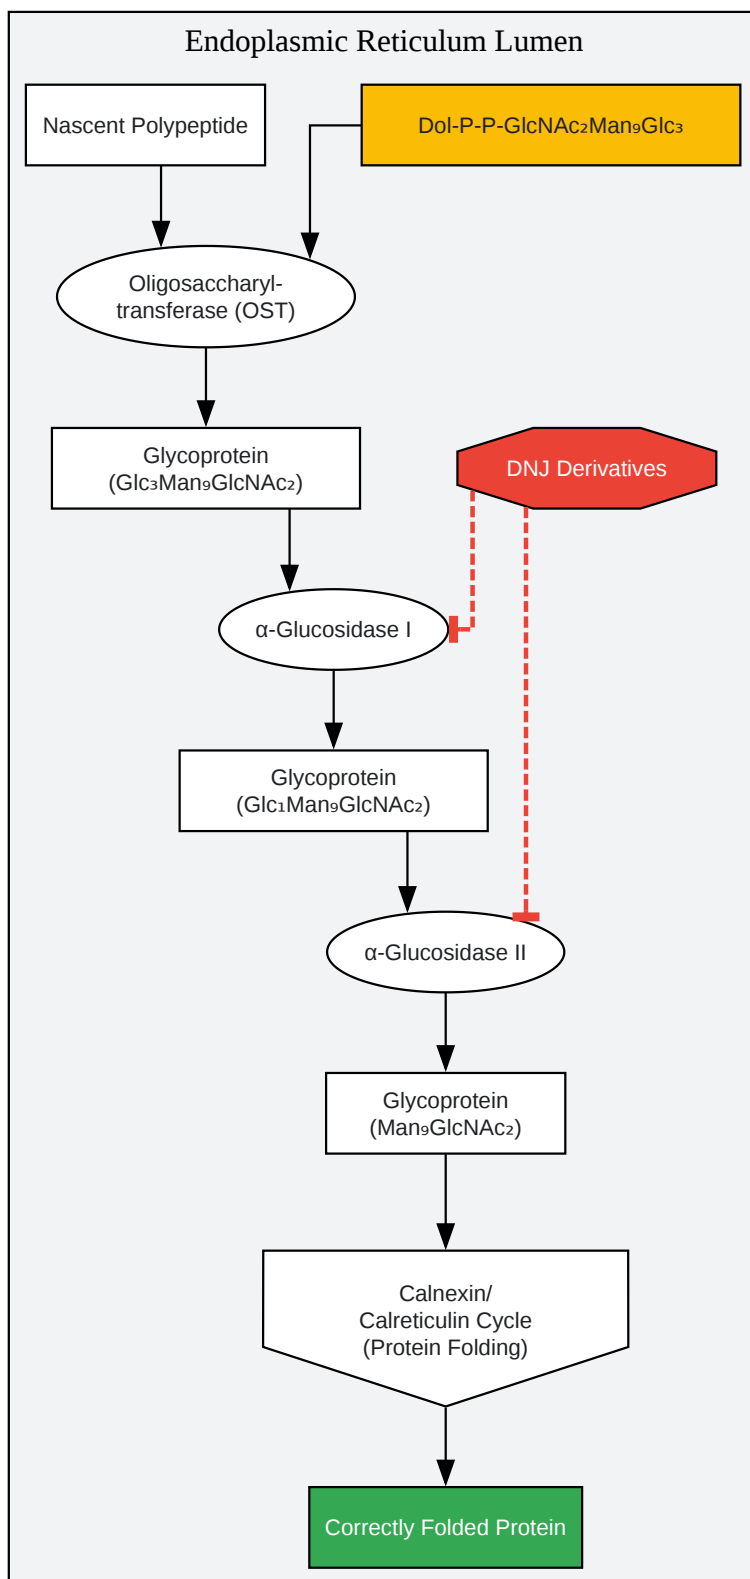 Endoplasmic Reticulum Lumen
Nascent Polypeptide
Dol-P-P-GlcNAc₂Man₉Glc₃
Oligosaccharyl-
transferase (OST)
Glycoprotein
(Glc₃Man₉GlcNAc₂)
DNJ Derivatives
α-Glucosidase I
Glycoprotein
(Glc₁Man₉GlcNAc₂)
α-Glucosidase II
Glycoprotein
(Man₉GlcNAc₂)
Calnexin/
Calreticulin Cycle
(Protein Folding)
Correctly Folded Protein